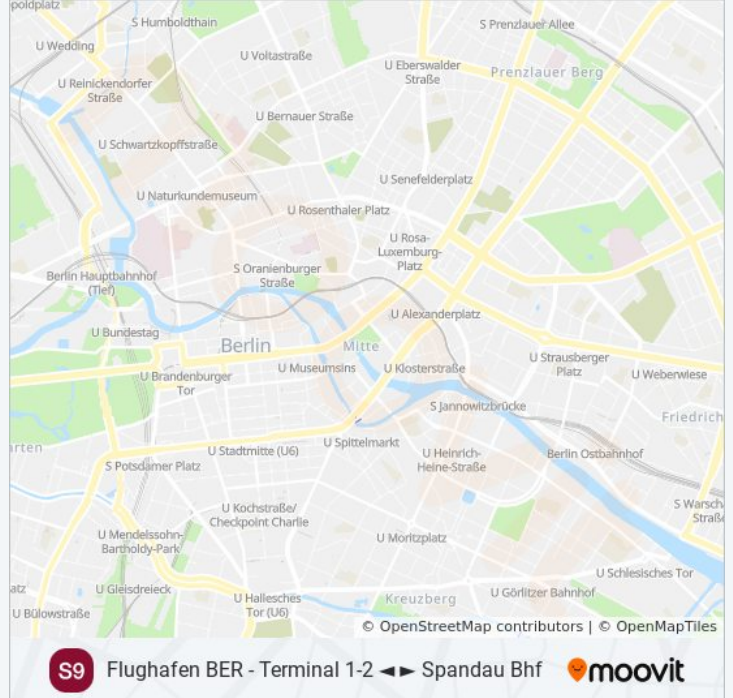 poldplatz
S Humboldthain
S Prenzlauer Allee
U Wedding
U Voltastraße
U Eberswalder
Straße
Prenzlauer Berg
U Reinickendorfer
Straße
U Bernauer Straße
U Schwartzkopffstraße
U Senefelderplatz
U Naturkundemuseum
U Rosenthaler Platz
U Rosa-
Luxemburg-
Platz
S Oranienburger
Straße
Berlin Hauptbahnhof
(Tief)
U Alexanderplatz
U Bundestag
Berlin
Mitte
U Strausberger
Platz
U Museumsins
U Klosterstraße
U Weberwiese
U Brandenburger
Tor
S Jannowitzbrücke
Friedrich
rten
U Spittelmarkt
U Stadtmitte (U6)
U Heinrich-
Heine-Straße
Berlin Ostbahnhof
S Potsdamer Platz
S Warsch
Straße
U Kochstraße/
Checkpoint Charlie
U Mendelssohn-
Bartholdy-Park
U Moritzplatz
U Schlesisches Tor
atz
U Gleisdreieck
U Görlitzer Bahnhof
U Hallesches
Tor (U6)
Kreuzberg
U Bülowstraße
© OpenStreetMap contributors | © OpenMapTiles
S9 Flughafen BER - Terminal 1-2 ◄► Spandau Bhf moovit